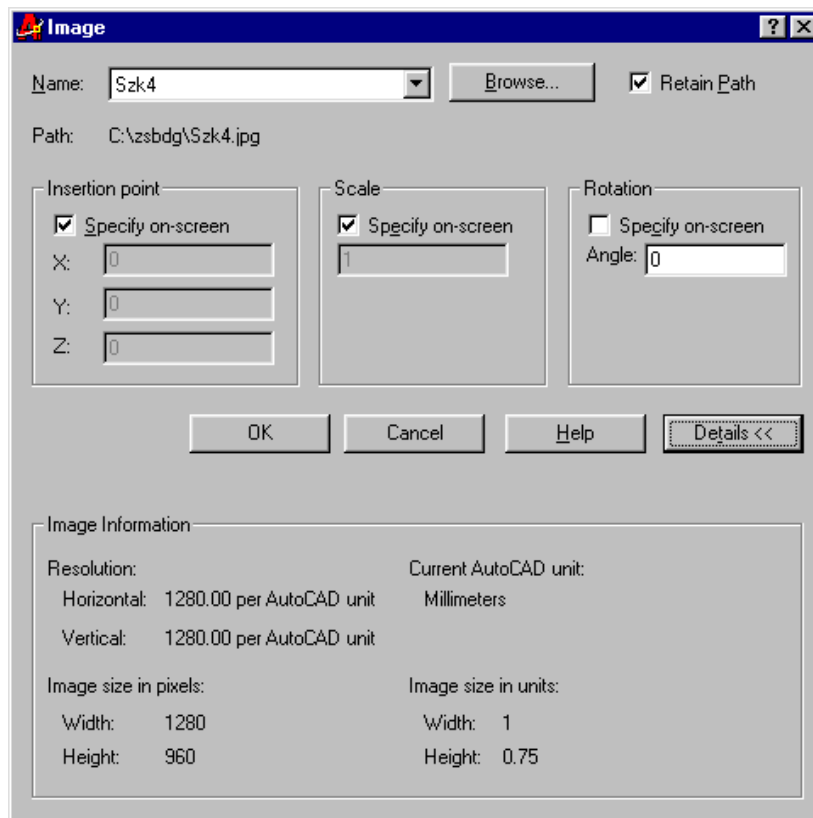 Image
Name: Szk4 Browse... Retain Path
Path: C:\zsbdg\Szk4.jpg
Insertion point Scale Rotation
Specify on-screen Specify on-screen Specify on-screen
X: 0 1 Angle: 0
Y: 0
Z: 0
OK Cancel Help Details <<
Image Information
Resolution: Current AutoCAD unit:
Horizontal: 1280.00 per AutoCAD unit Millimeters
Vertical: 1280.00 per AutoCAD unit
Image size in pixels: Image size in units:
Width: 1280 Width: 1
Height: 960 Height: 0.75